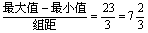 (最大值－最小值)/组距 = 23/3 = 7 2/3